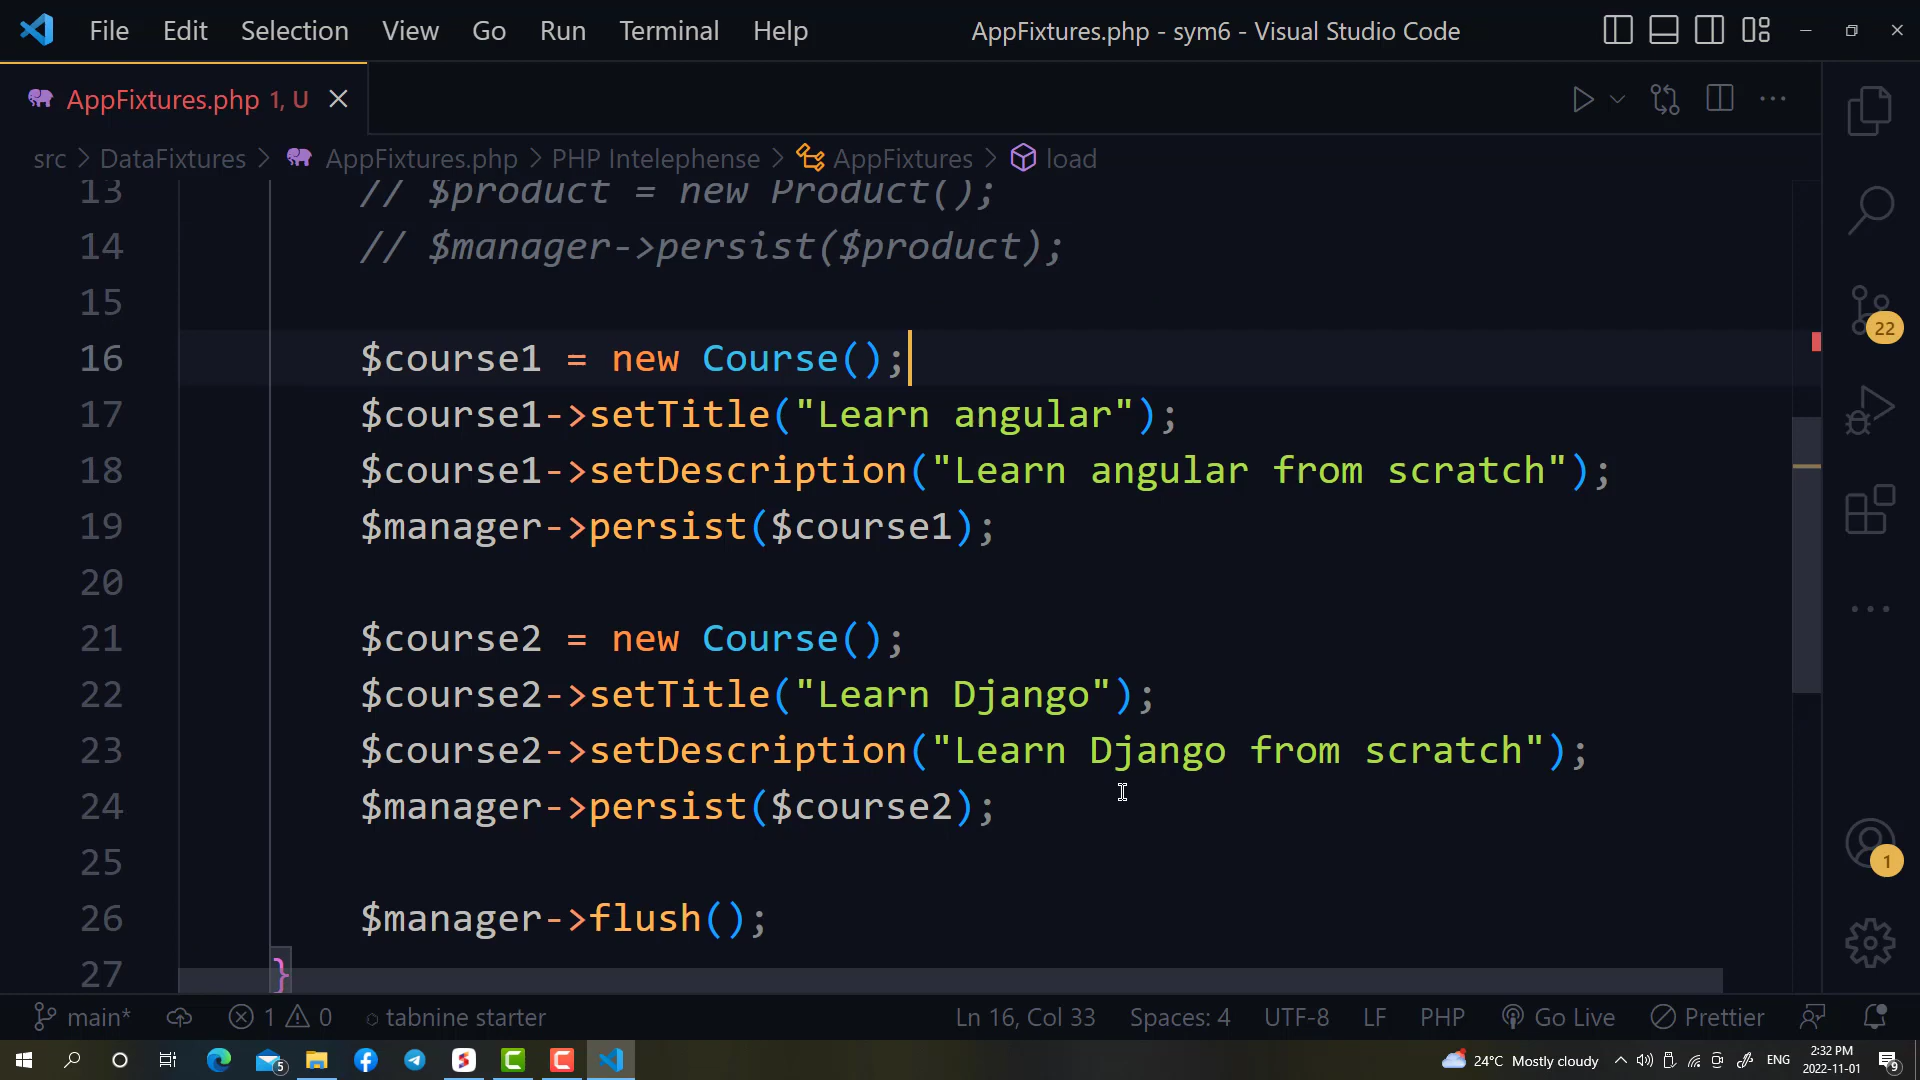 File Edit Selection View Go Run Terminal Help AppFixtures.php - sym6 - Visual Studio Code
AppFixtures.php 1, U
src > DataFixtures > AppFixtures.php > PHP Intelephense > AppFixtures > load
13 // $product = new Product();
14 // $manager->persist($product);
15
16 $course1 = new Course();
17 $course1->setTitle("Learn angular");
18 $course1->setDescription("Learn angular from scratch");
19 $manager->persist($course1);
20
21 $course2 = new Course();
22 $course2->setTitle("Learn Django");
23 $course2->setDescription("Learn Django from scratch");
24 $manager->persist($course2);
25
26 $manager->flush();
27 }
22
1
main* 1 0 tabnine starter Ln 16, Col 33 Spaces: 4 UTF-8 LF PHP Go Live Prettier
5 24°C Mostly cloudy ENG 2:32 PM 9
2022-11-01